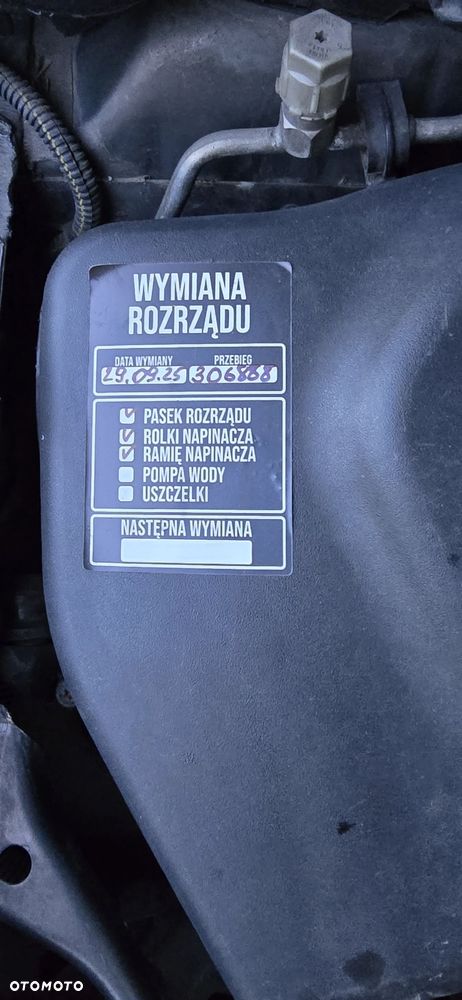 WYMIANA
ROZRZĄDU
DATA WYMIANY PRZEBIEG
29.09.25 306868
PASEK ROZRZĄDU
ROLKI NAPINACZA
RAMIĘ NAPINACZA
POMPA WODY
USZCZELKI
NASTĘPNA WYMIANA
OTOMOTO